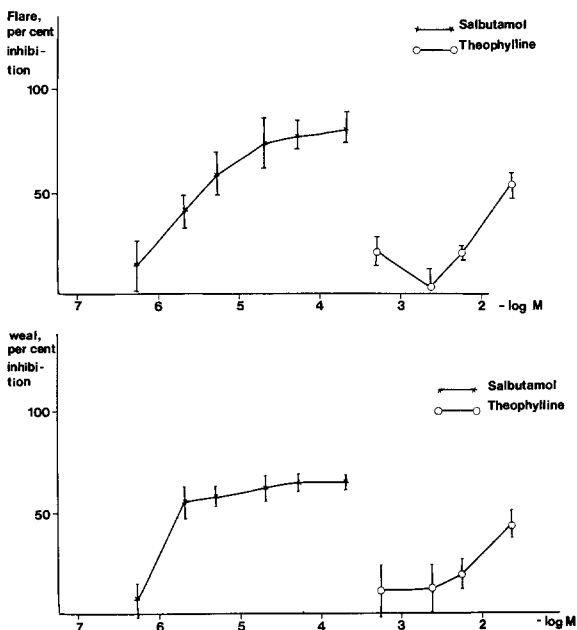 Flare,
per cent
inhibi-
tion
Salbutamol
Theophylline
100
50
7 6 5 4 3 2 - log M
weal,
per cent
inhibi-
tion
Salbutamol
Theophylline
100
50
7 6 5 4 3 2 - log M